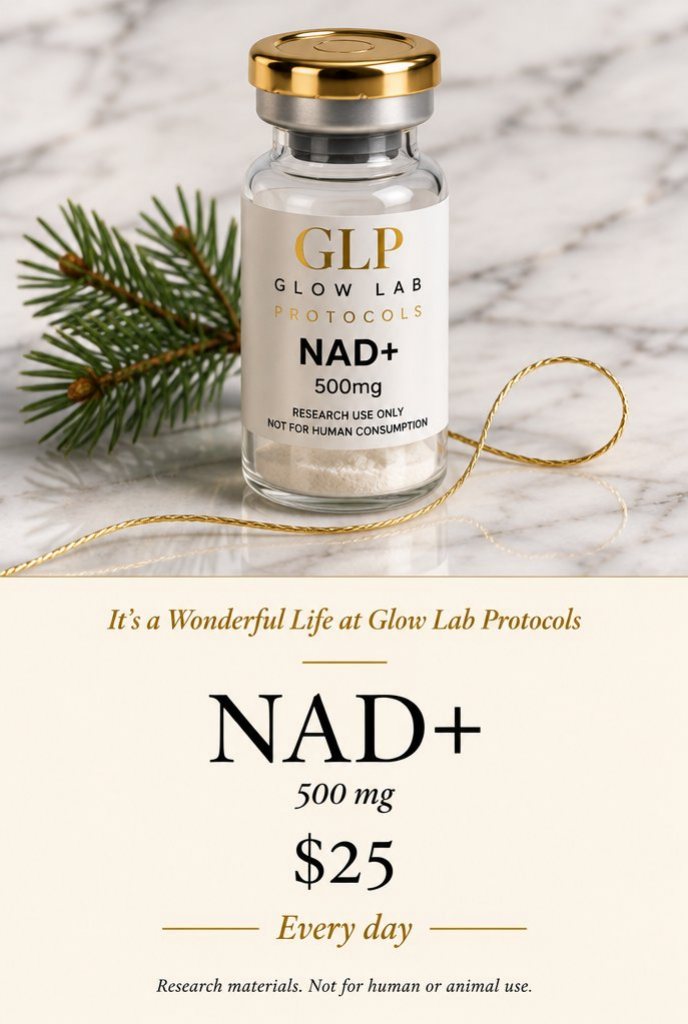 GLP
GLOW LAB
PROTOCOLS
NAD+
500mg
RESEARCH USE ONLY
NOT FOR HUMAN CONSUMPTION
It's a Wonderful Life at Glow Lab Protocols
NAD+
500 mg
$25
Every day
Research materials. Not for human or animal use.